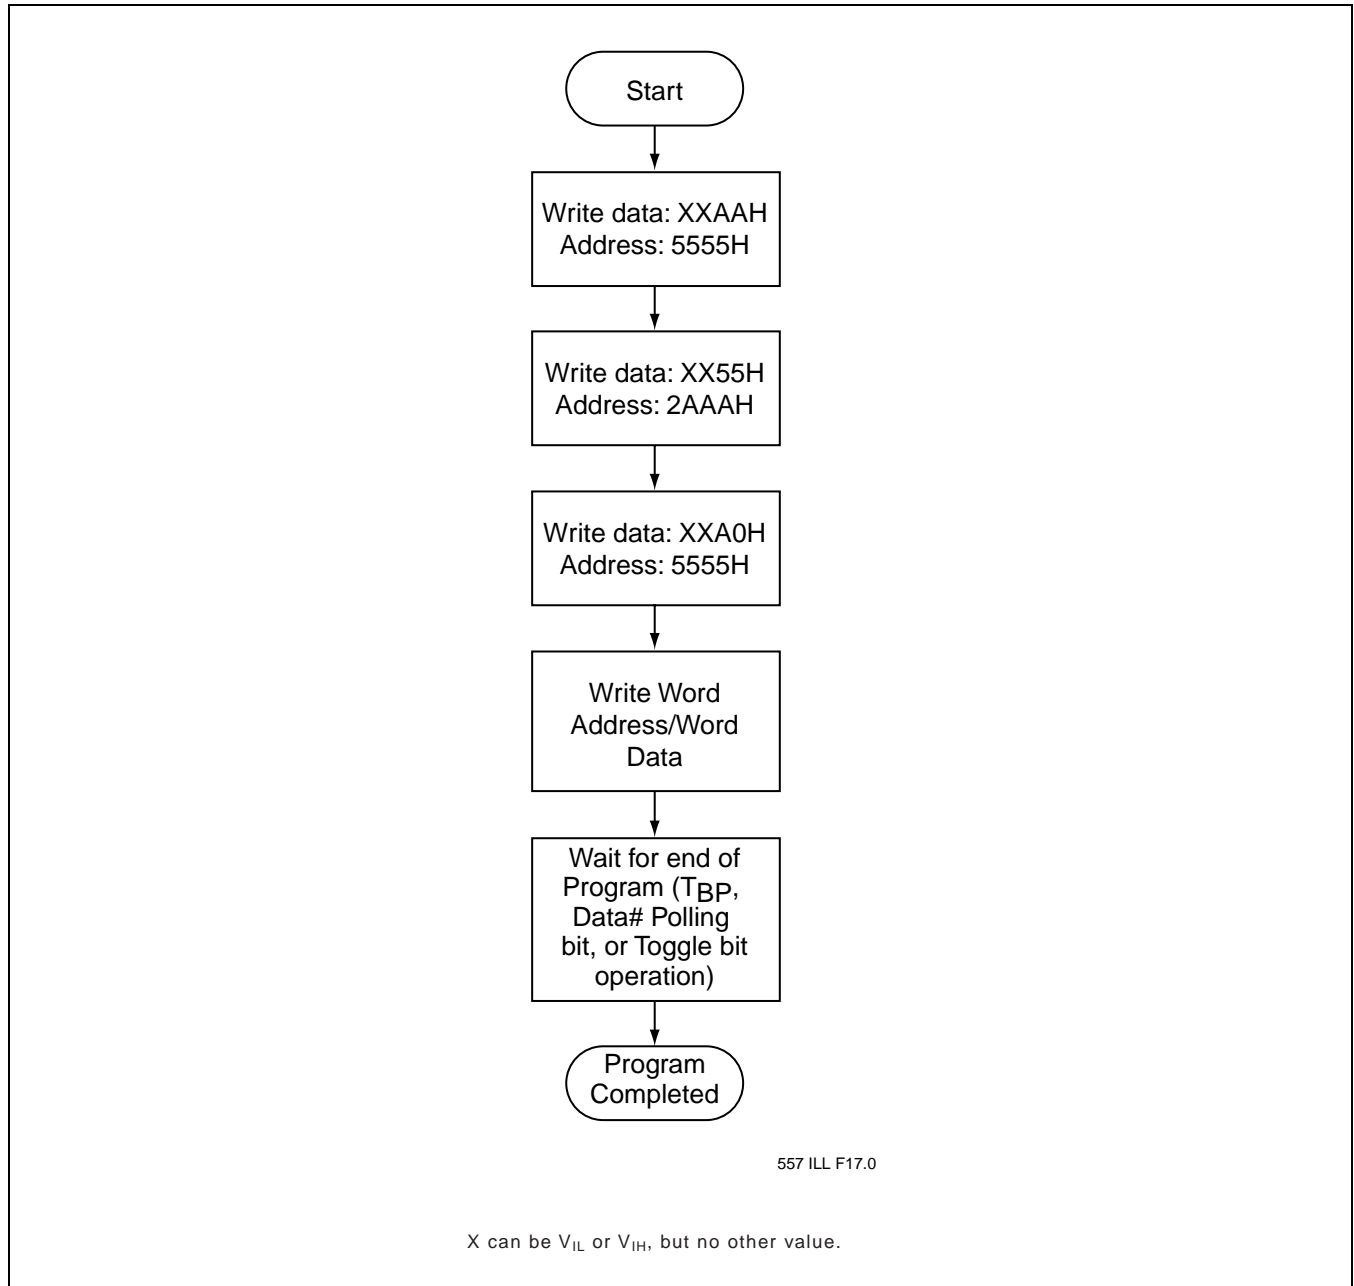 Start
Write data: XXAAH
Address: 5555H
Write data: XX55H
Address: 2AAAH
Write data: XXA0H
Address: 5555H
Write Word
Address/Word
Data
Wait for end of
Program (TBP,
Data# Polling
bit, or Toggle bit
operation)
Program
Completed
557 ILL F17.0
X can be VIL or VIH, but no other value.